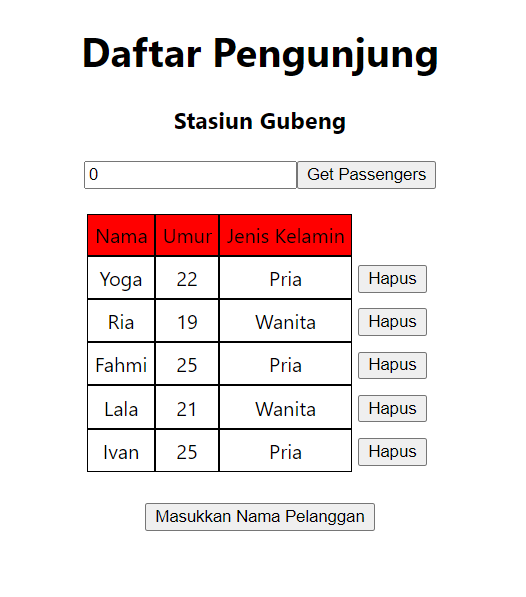 Daftar Pengunjung
Stasiun Gubeng
0 Get Passengers
Nama Umur Jenis Kelamin
Yoga 22 Pria Hapus
Ria 19 Wanita Hapus
Fahmi 25 Pria Hapus
Lala 21 Wanita Hapus
Ivan 25 Pria Hapus
Masukkan Nama Pelanggan